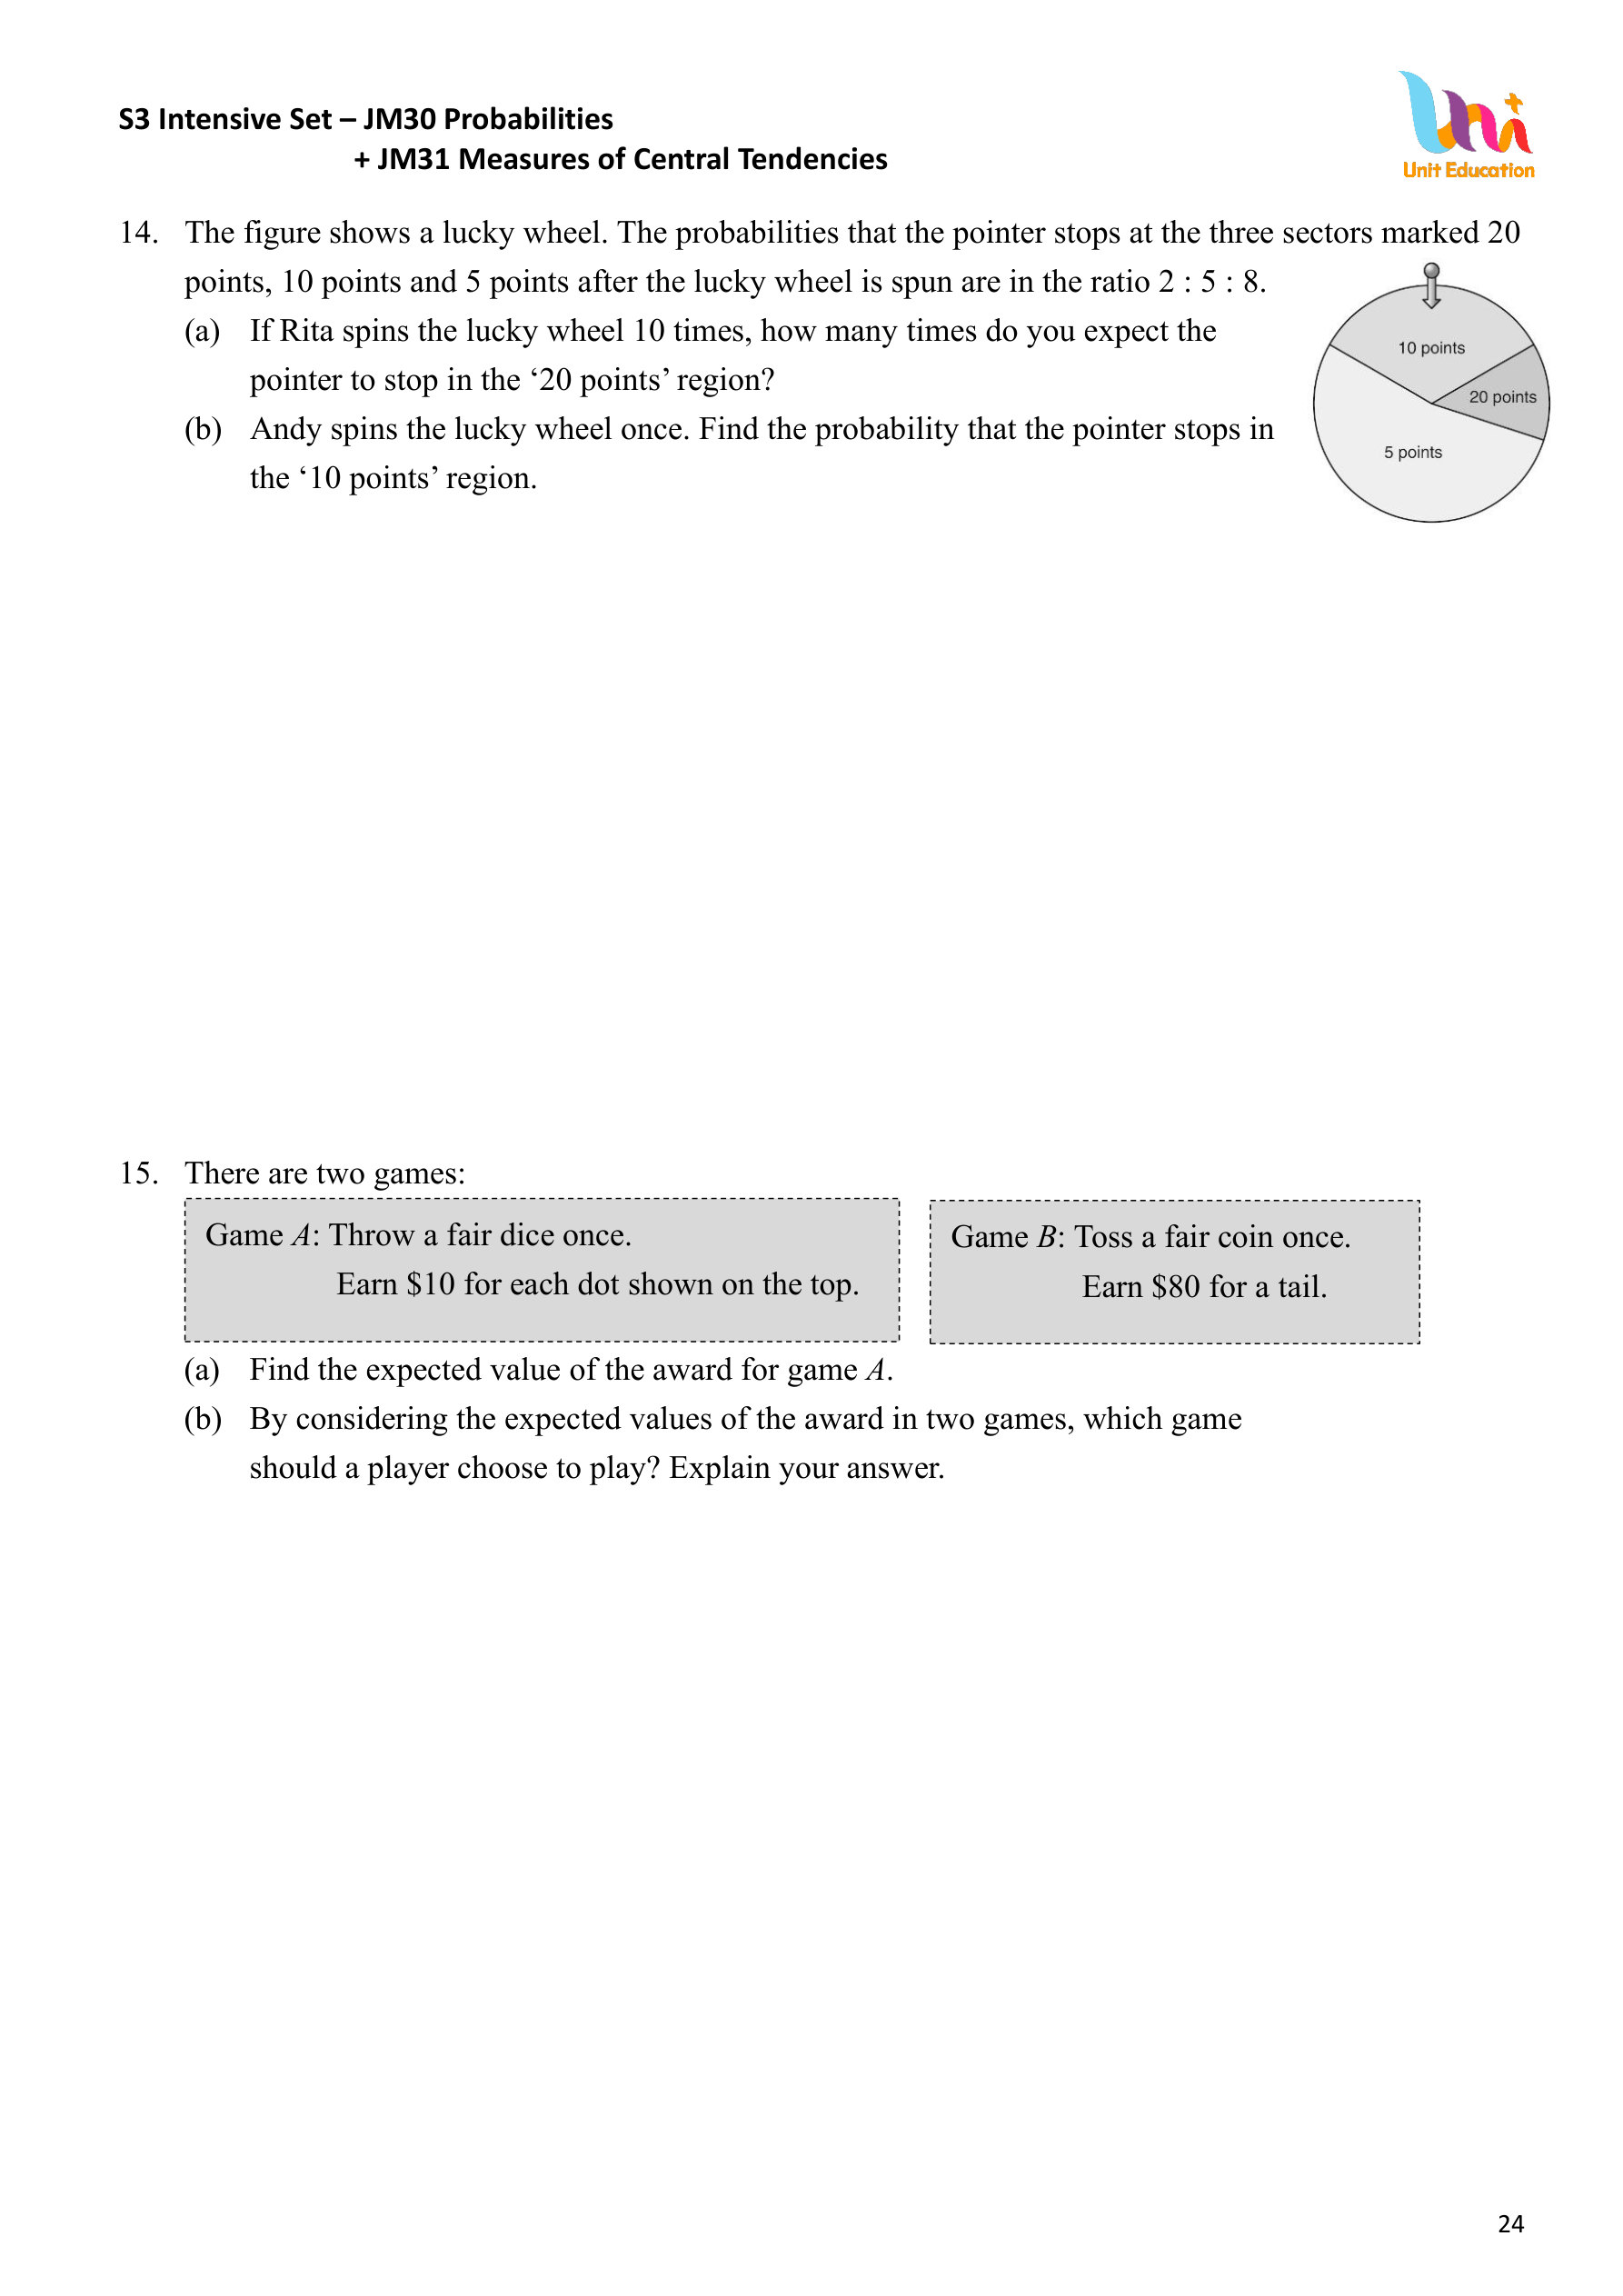 S3 Intensive Set – JM30 Probabilities
+ JM31 Measures of Central Tendencies
Unit Education
14. The figure shows a lucky wheel. The probabilities that the pointer stops at the three sectors marked 20
points, 10 points and 5 points after the lucky wheel is spun are in the ratio 2 : 5 : 8.
(a) If Rita spins the lucky wheel 10 times, how many times do you expect the
pointer to stop in the ‘20 points’ region?
(b) Andy spins the lucky wheel once. Find the probability that the pointer stops in
the ‘10 points’ region.
10 points
20 points
5 points
15. There are two games:
Game A: Throw a fair dice once.
Earn $10 for each dot shown on the top.
Game B: Toss a fair coin once.
Earn $80 for a tail.
(a) Find the expected value of the award for game A.
(b) By considering the expected values of the award in two games, which game
should a player choose to play? Explain your answer.
24